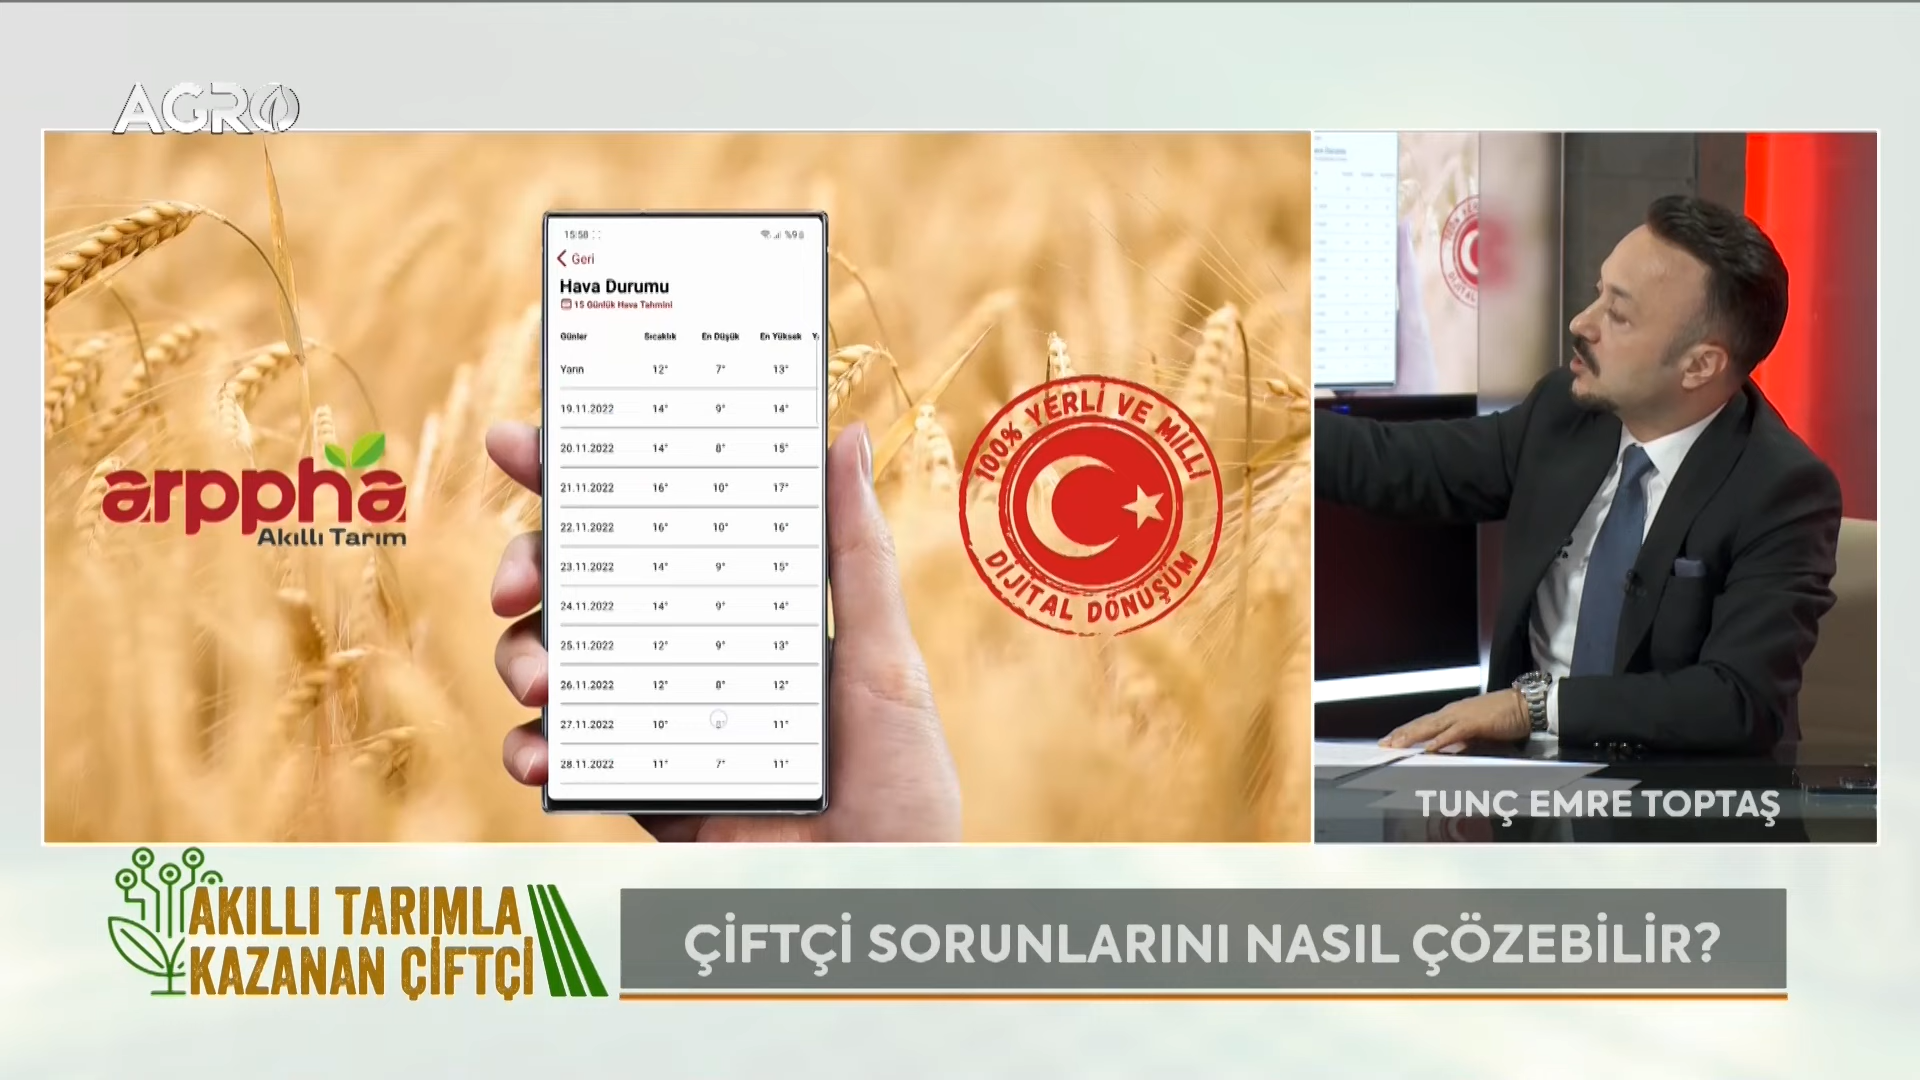 AGRO
arppha
Akıllı Tarım
15:58
%98
Geri
Hava Durumu
15 Günlük Hava Tahmini
Günler Sıcaklık En Düşük En Yüksek
Yarın 12° 7° 13°
19.11.2022 14° 9° 14°
20.11.2022 14° 8° 15°
21.11.2022 16° 10° 17°
22.11.2022 16° 10° 16°
23.11.2022 14° 9° 15°
24.11.2022 14° 9° 14°
25.11.2022 12° 9° 13°
26.11.2022 12° 8° 12°
27.11.2022 10° 8° 11°
28.11.2022 11° 7° 11°
100% YERLİ VE MİLLİ
DİJİTAL DÖNÜŞÜM
TUNÇ EMRE TOPTAŞ
AKILLI TARIMLA
KAZANAN ÇİFTÇİ
ÇİFTÇİ SORUNLARINI NASIL ÇÖZEBİLİR?